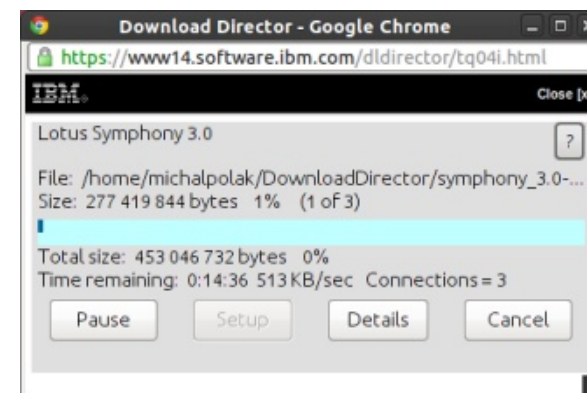 Download Director - Google Chrome
https://www14.software.ibm.com/dldirector/tq04i.html
IBM® Close [x
Lotus Symphony 3.0 ?
File: /home/michalpolak/DownloadDirector/symphony_3.0-...
Size: 277 419 844 bytes 1% (1 of 3)
Total size: 453 046 732 bytes 0%
Time remaining: 0:14:36 513 KB/sec Connections = 3
Pause Setup Details Cancel